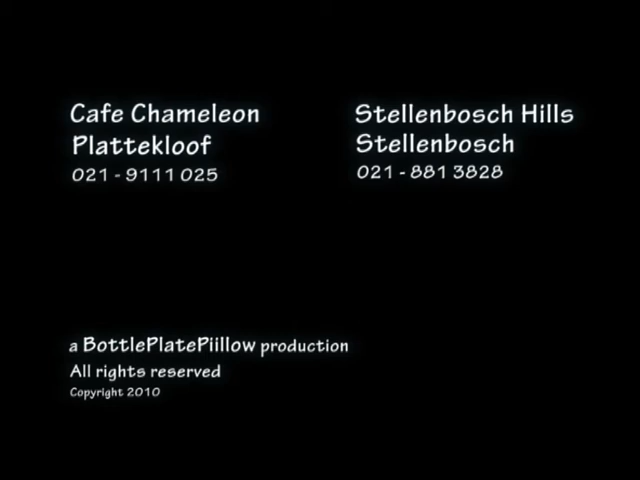 Cafe Chameleon
Plattekloof
021 - 9111 025
Stellenbosch Hills
Stellenbosch
021 - 881 3828
a BottlePlatePiillow production
All rights reserved
Copyright 2010